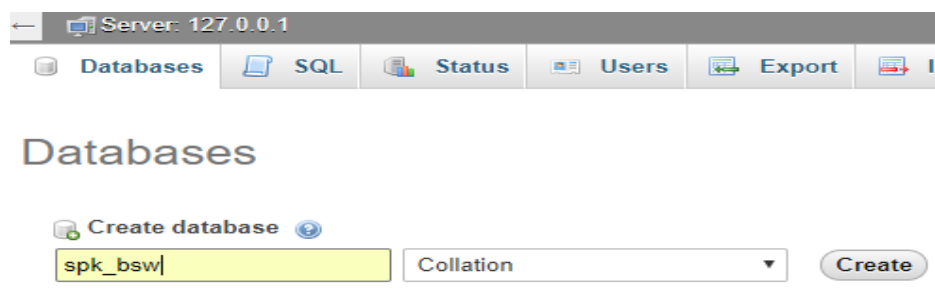 ← Server: 127.0.0.1
Databases SQL Status Users Export
Databases
Create database
spk_bsw
Collation
Create